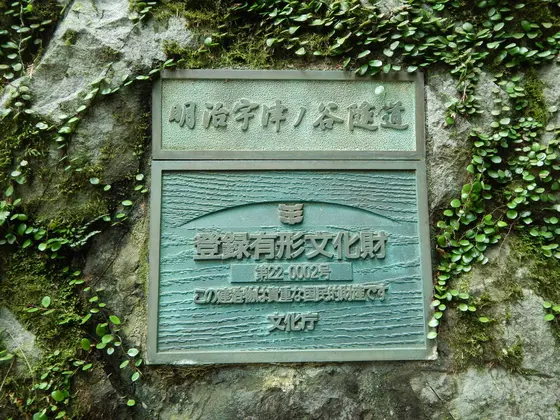 明治宇津ノ谷隧道
登録有形文化財
第22-0002号
この建造物は貴重な国民的財産です
文化庁